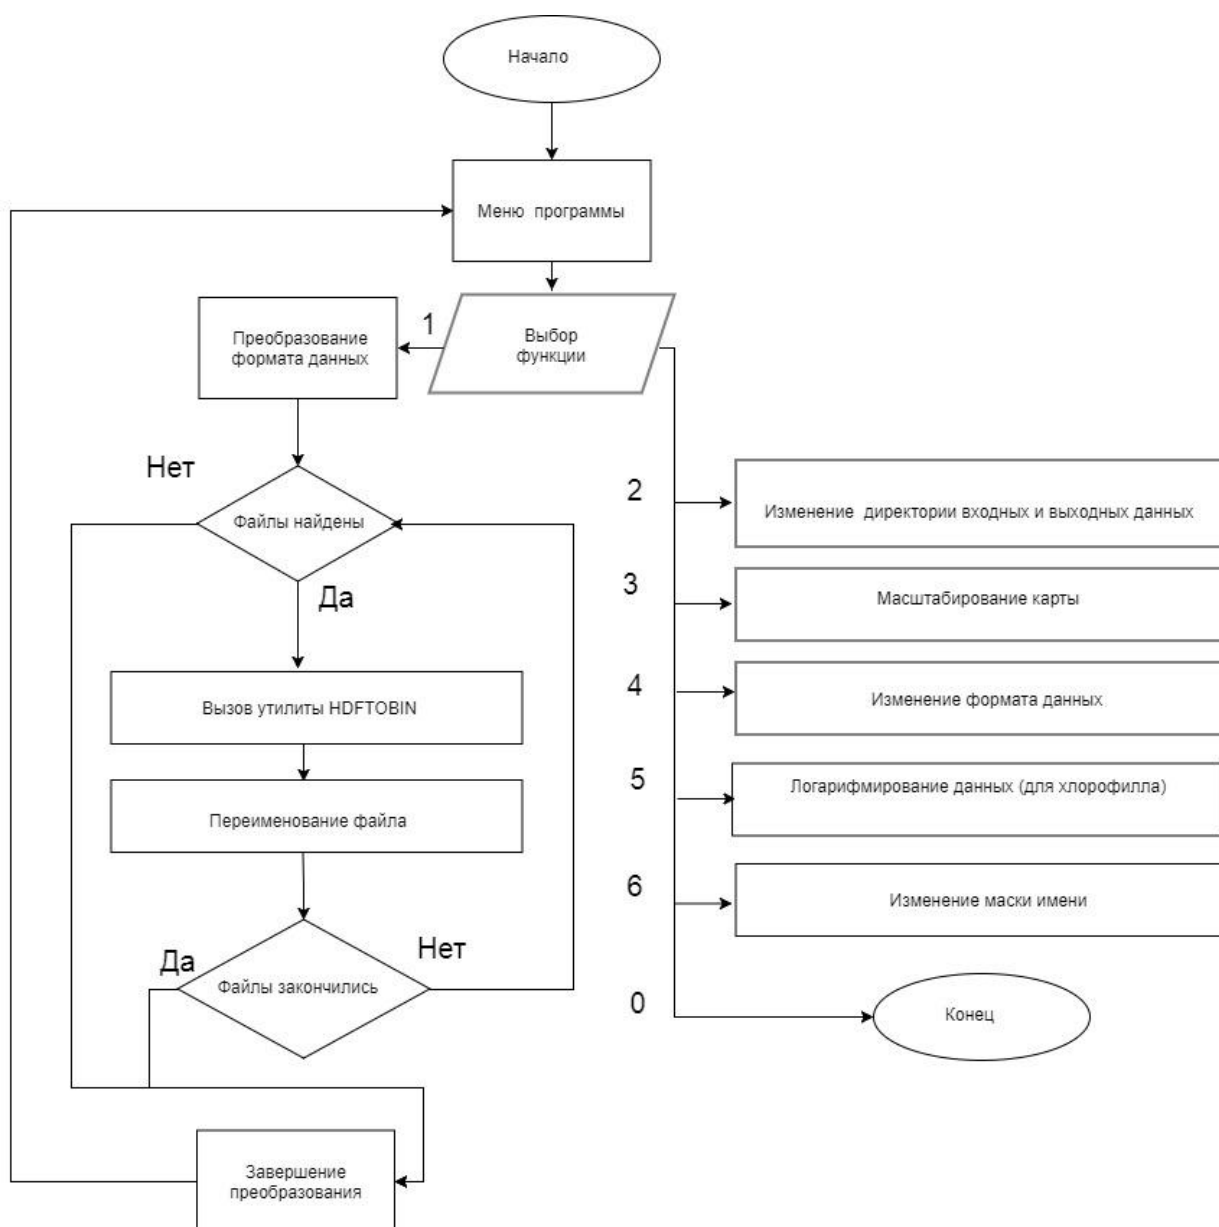 Начало
Меню программы
1
Выбор
функции
Преобразование
формата данных
Нет
Файлы найдены
Да
Вызов утилиты HDFTOBIN
Переименование файла
Да
Нет
Файлы закончились
Завершение
преобразования
2
Изменение директории входных и выходных данных
3
Масштабирование карты
4
Изменение формата данных
5
Логарифмирование данных (для хлорофилла)
6
Изменение маски имени
0
Конец